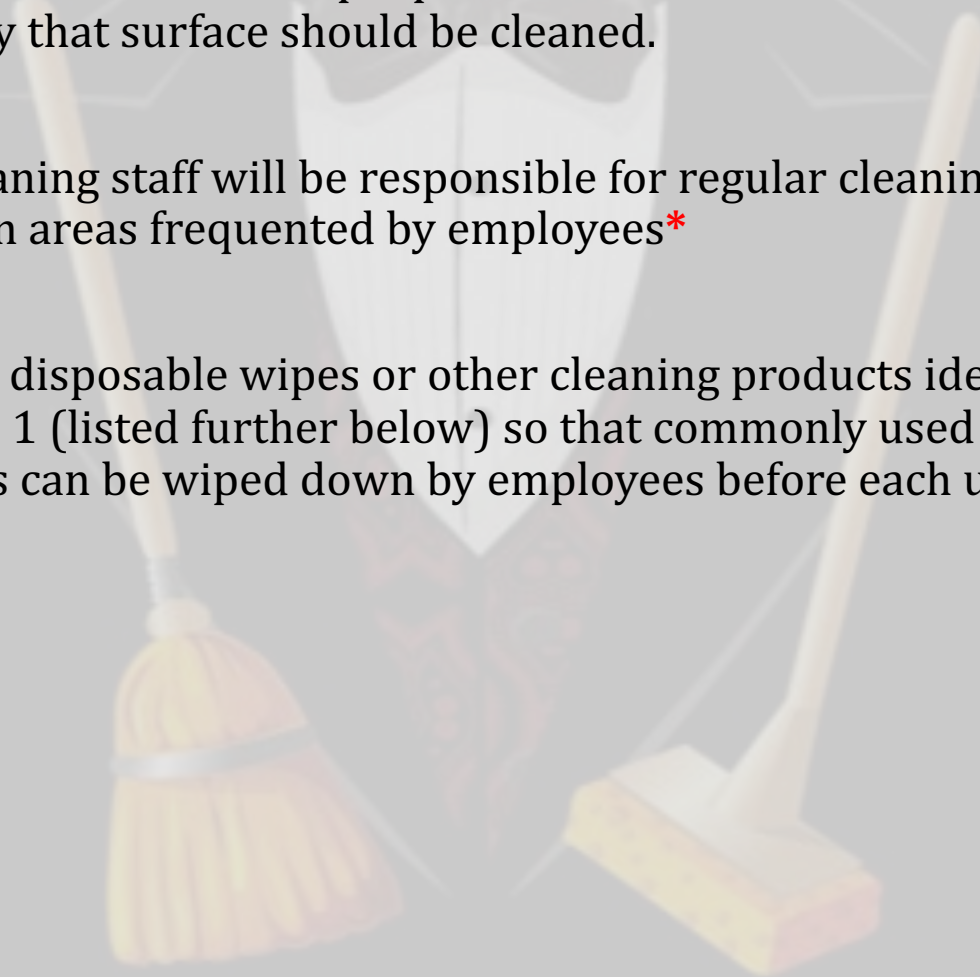 y that surface should be cleaned.
aning staff will be responsible for regular cleanin
n areas frequented by employees*
disposable wipes or other cleaning products ide
1 (listed further below) so that commonly used
s can be wiped down by employees before each u